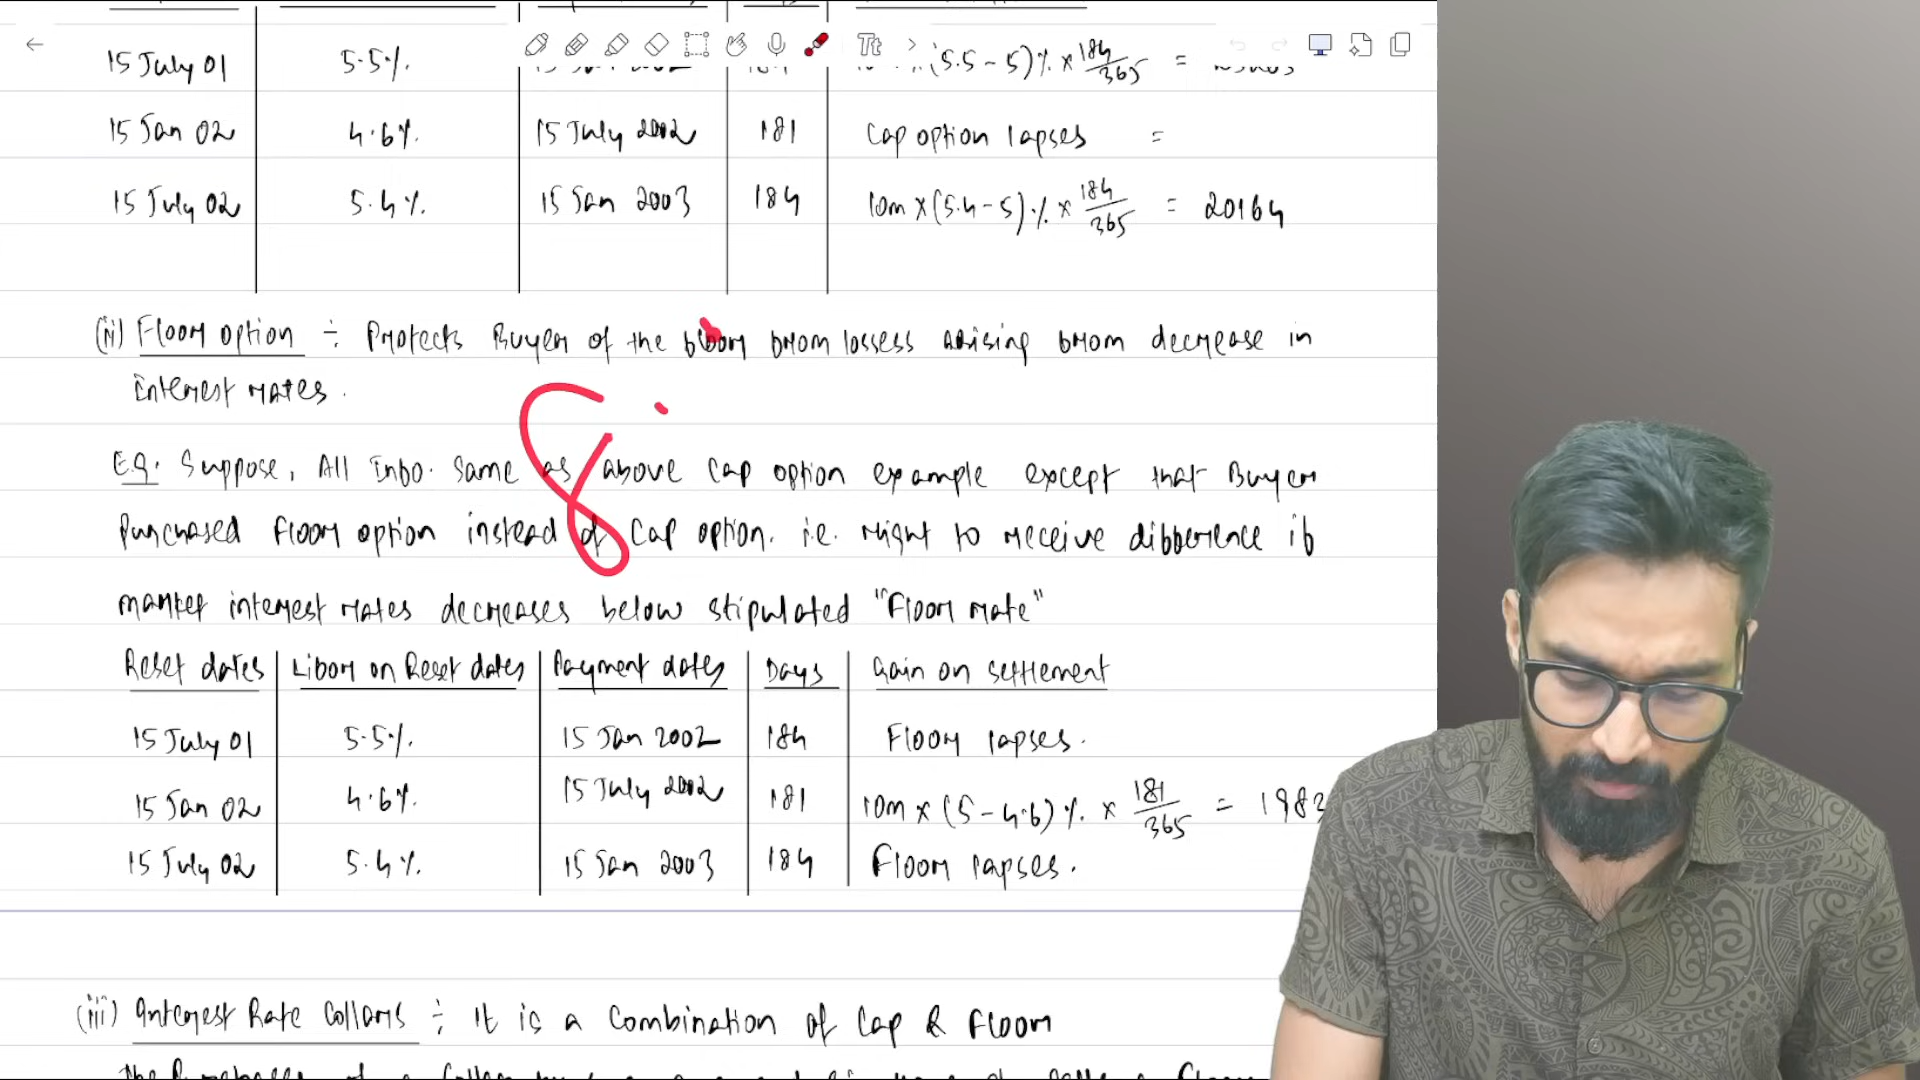 15 July 01 5.5% (5.5-5)% × 184/365 =
Tt
15 Jan 02 4.6% 15 July 2002 181 Cap option lapses =
15 July 02 5.4% 15 Jan 2003 184 10m × (5.4-5)% × 184/365 = 20164
(ii) Floor option ÷ Protects Buyer of the floor from lossess arising from decrease in
interest rates.
E.g. Suppose, All Info. Same as above Cap option example except that Buyer
purchased floor option instead of Cap option. i.e. right to receive difference if
market interest rates decreases below stipulated "Floor rate"
Reset dates Libor on Reset dates Payment dates Days Gain on settlement
15 July 01 5.5% 15 Jan 2002 184 Floor lapses.
15 Jan 02 4.6% 15 July 2002 181 10m × (5-4.6)% × 181/365 = 1983
15 July 02 5.4% 15 Jan 2003 184 Floor lapses.
(iii) Interest Rate Collars ÷ It is a Combination of Cap & Floor
8